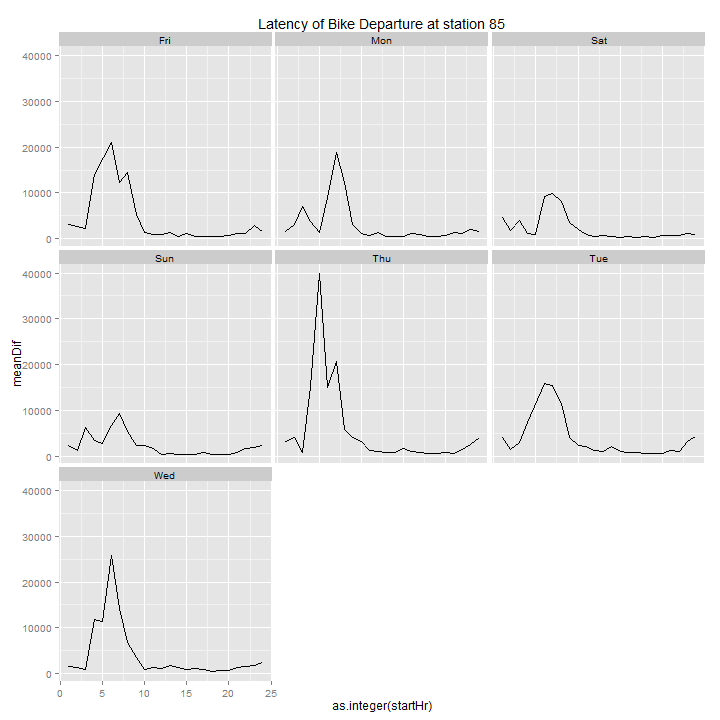 Latency of Bike Departure at station 85
Fri
Mon
Sat
40000
30000
20000
10000
0
Sun
Thu
Tue
40000
30000
20000
10000
0
meanDif
Wed
40000
30000
20000
10000
0
0 5 10 15 20 25
as.integer(startHr)